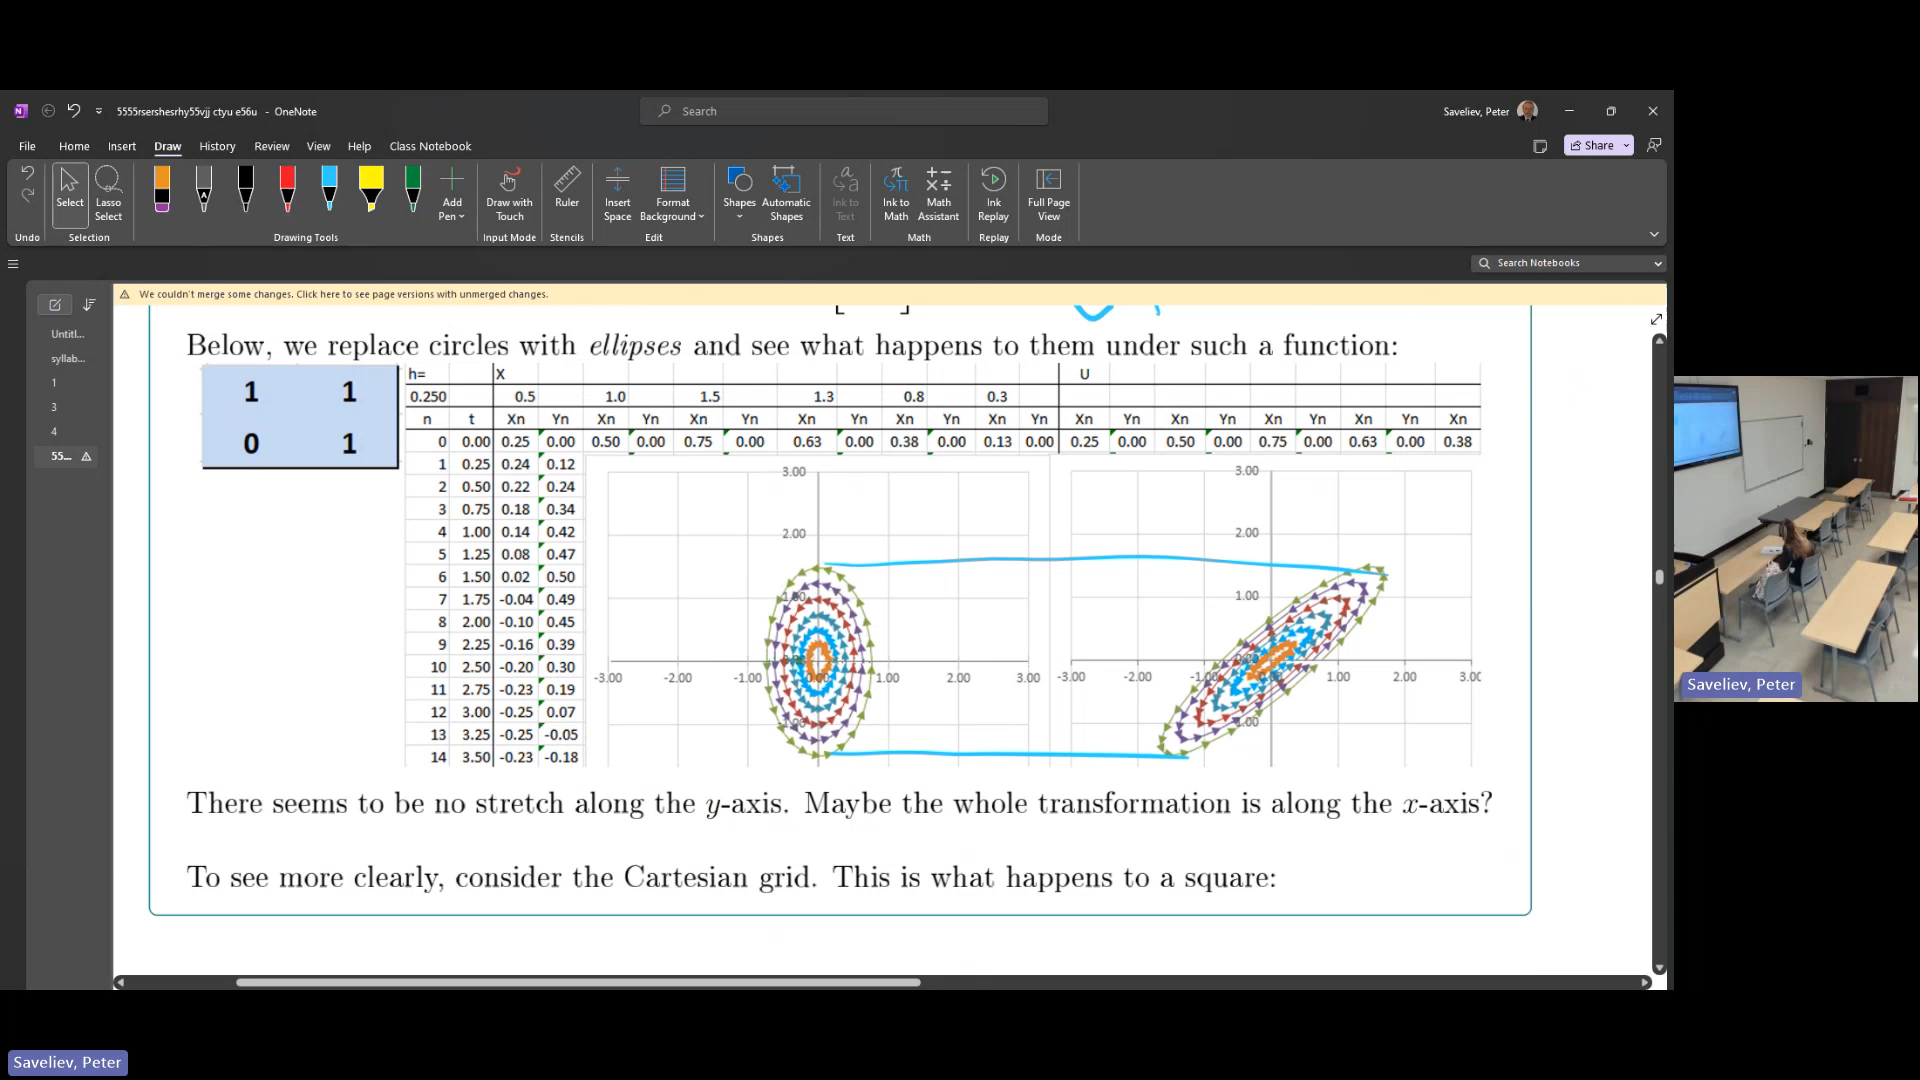 5555rsershesrhy55vjj ctyu e56u - OneNote
Search
Saveliev, Peter
File Home Insert Draw History Review View Help Class Notebook
Share
Undo
Select
Lasso Select
Selection
Drawing Tools
Add Pen
Draw with Touch
Input Mode
Ruler
Stencils
Insert Space
Format Background
Edit
Shapes
Automatic Shapes
Shapes
Ink to Text
Text
Ink to Math
Math Assistant
Math
Ink Replay
Replay
Full Page View
Mode
Search Notebooks
We couldn't merge some changes. Click here to see page versions with unmerged changes.
Untitl...
syllab...
1
3
4
55...
Below, we replace circles with ellipses and see what happens to them under such a function:
1 1
0 1
h= X U
0.250 0.5 1.0 1.5 1.3 0.8 0.3
n t Xn Yn Xn Yn Xn Yn Xn Yn Xn Yn Xn Yn Xn Yn Xn Yn Xn Yn Xn Yn Xn
0 0.00 0.25 0.00 0.50 0.00 0.75 0.00 0.63 0.00 0.38 0.00 0.13 0.00 0.25 0.00 0.50 0.00 0.75 0.00 0.63 0.00 0.38
1 0.25 0.24 0.12
2 0.50 0.22 0.24
3 0.75 0.18 0.34
4 1.00 0.14 0.42
5 1.25 0.08 0.47
6 1.50 0.02 0.50
7 1.75 -0.04 0.49
8 2.00 -0.10 0.45
9 2.25 -0.16 0.39
10 2.50 -0.20 0.30
11 2.75 -0.23 0.19
12 3.00 -0.25 0.07
13 3.25 -0.25 -0.05
14 3.50 -0.23 -0.18
3.00
2.00
1.00
-3.00 -2.00 -1.00 0.00 1.00 2.00 3.00
3.00
2.00
1.00
-3.00 -2.00 1.00 2.00
There seems to be no stretch along the y-axis. Maybe the whole transformation is along the x-axis?
To see more clearly, consider the Cartesian grid. This is what happens to a square:
Saveliev, Peter
Saveliev, Peter